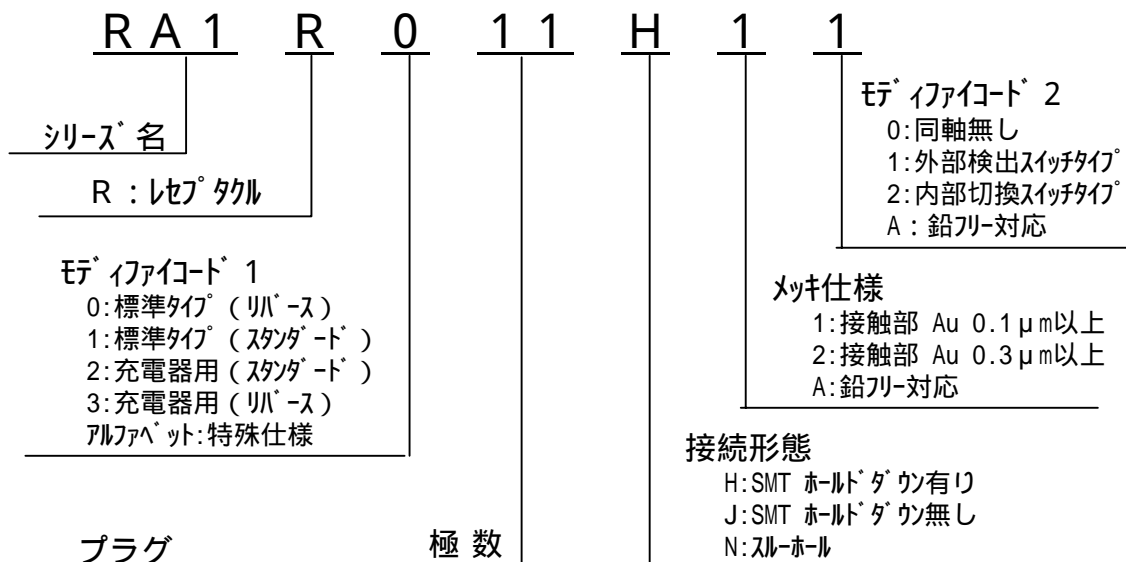 RA1 R 0 11 H 1 1
モディファイコード 2
0:同軸無し
1:外部検出スイッチタイプ
2:内部切換スイッチタイプ
A:鉛フリー対応
シリーズ名
R:レセプタクル
モディファイコード 1
0:標準タイプ(リバース)
1:標準タイプ(スタンダード)
2:充電器用(スタンダード)
3:充電器用(リバース)
アルファベット:特殊仕様
メッキ仕様
1:接触部 Au 0.1μm以上
2:接触部 Au 0.3μm以上
A:鉛フリー対応
接続形態
H:SMT ホールドダウン有り
J:SMT ホールドダウン無し
N:スルーホール
極数
プラグ